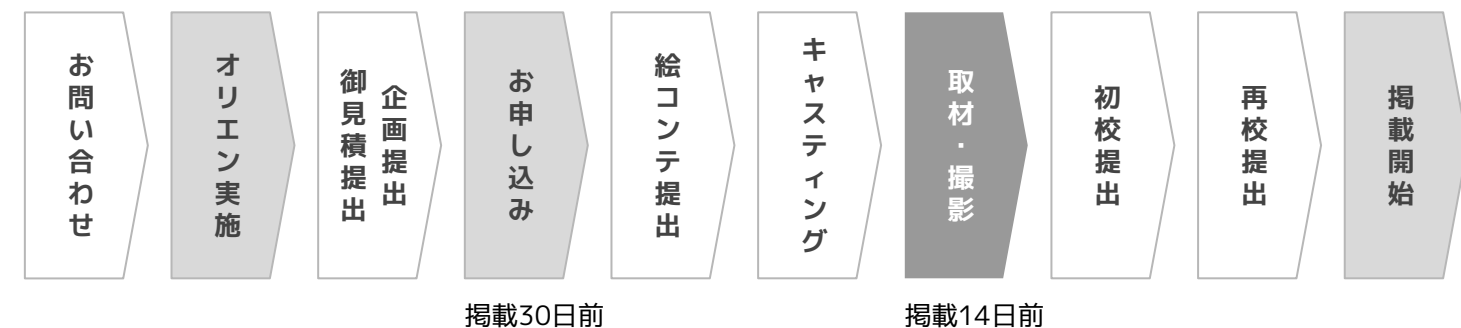 お問い合わせ
オリエン実施
企画提出
御見積提出
お申し込み
絵コンテ提出
キャスティング
取材・撮影
初校提出
再校提出
掲載開始
掲載30日前
掲載14日前